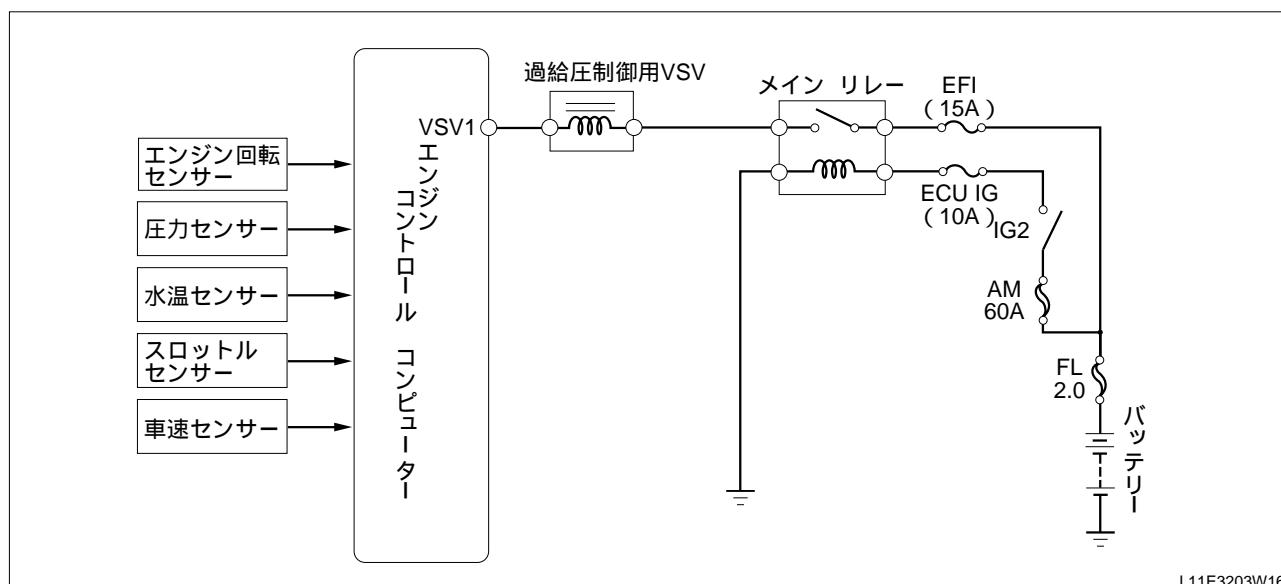 過給圧制御用VSV
メイン リレー
EFI
(15A)
VSV1
エンジン
コントロール コンピューター
エンジン回転
センサー
圧力センサー
水温センサー
スロットル
センサー
車速センサー
ECU IG
(10A)
IG2
AM
60A
FL
2.0
バッテリー
L11E3203W16